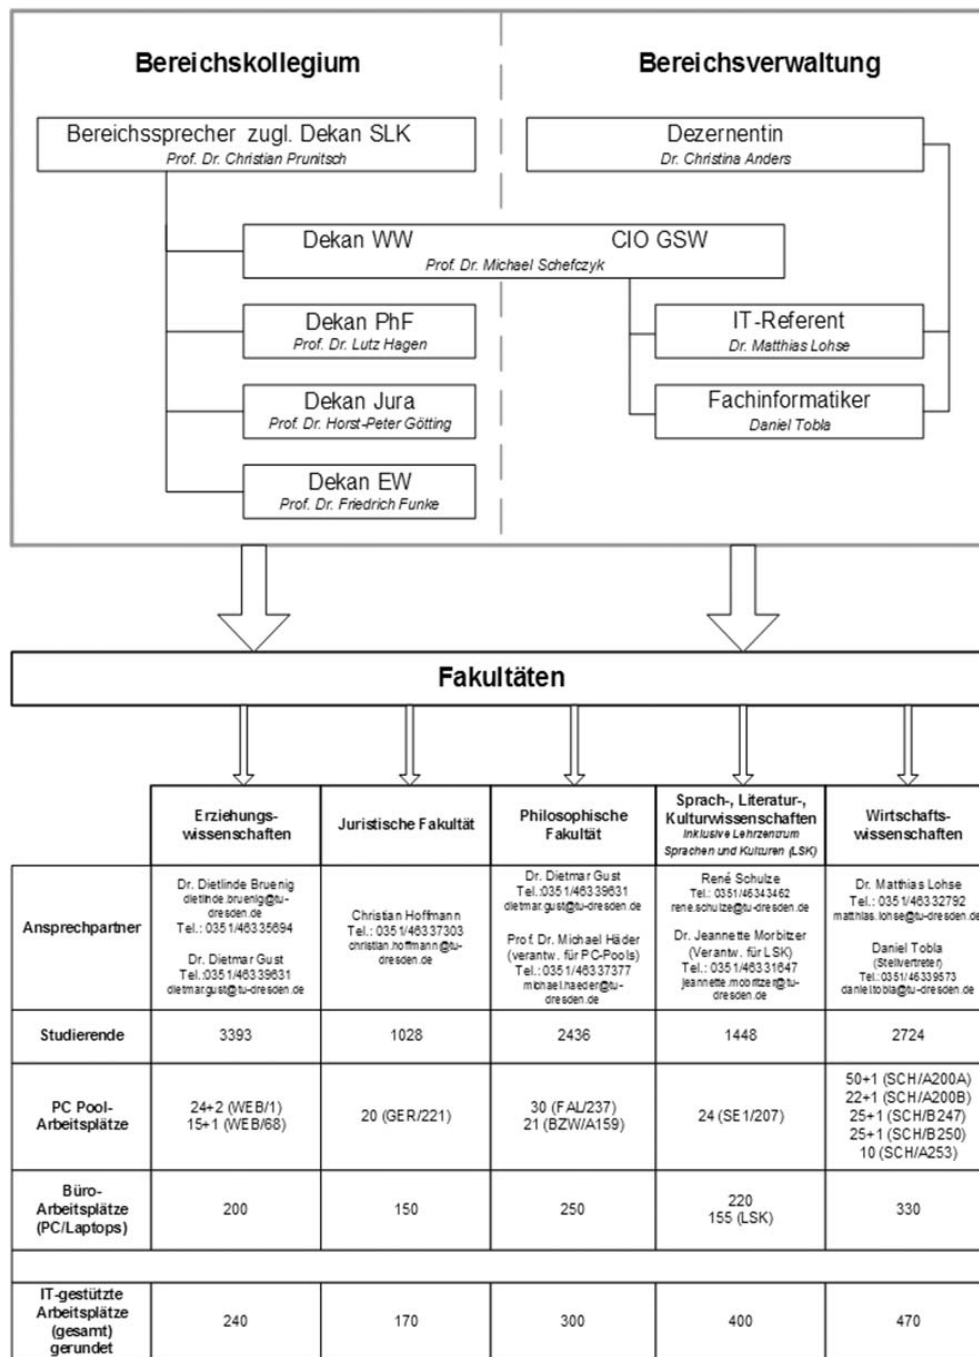 Bereichskollegium
Bereichsverwaltung
Bereichssprecher zugl. Dekan SLK
Prof. Dr. Christian Prunitsch
Dezernentin
Dr. Christina Anders
Dekan WW
CIO GSW
Prof. Dr. Michael Schefczyk
Dekan PhF
Prof. Dr. Lutz Hagen
IT-Referent
Dr. Matthias Lohse
Dekan Jura
Prof. Dr. Horst-Peter Götting
Fachinformatiker
Daniel Tobla
Dekan EW
Prof. Dr. Friedrich Funke
Fakultäten
Erziehungs-
wissenschaften
Juristische Fakultät
Philosophische
Fakultät
Sprach-, Literatur-,
Kulturwissenschaften
Inklusive Lehrzentrum
Sprachen und Kulturen (LSK)
Wirtschafts-
wissenschaften
Ansprechpartner
Dr. Dietlinde Bruenig
dietlinde.bruenig@tu-
dresden.de
Tel.: 0351/46335694
Dr. Dietmar Gust
Tel.:0351/46339631
dietmar.gust@tu-dresden.de
Christian Hoffmann
Tel.: 0351/46337303
christian.hoffmann@tu-
dresden.de
Dr. Dietmar Gust
Tel.:0351/46339631
dietmar.gust@tu-dresden.de
Prof. Dr. Michael Häder
(verantw. für PC-Pools)
Tel.: 0351/46337377
michael.haeder@tu-
dresden.de
René Schulze
Tel.: 0351/46343462
rene.schulze@tu-dresden.de
Dr. Jeannette Morbitzer
(Verantw. für LSK)
Tel.: 0351/46331647
jeannette.mobritzer@tu-
dresden.de
Dr. Matthias Lohse
Tel.: 0351/46332792
matthias.lohse@tu-dresden.de
Daniel Tobla
(Stellvertreter)
Tel.:0351/46339573
daniel.tobla@tu-dresden.de
Studierende
3393
1028
2436
1448
2724
PC Pool-
Arbeitsplätze
24+2 (WEB/1)
15+1 (WEB/68)
20 (GER/221)
30 (FAL/237)
21 (BZW/A159)
24 (SE1/207)
50+1 (SCH/A200A)
22+1 (SCH/A200B)
25+1 (SCH/B247)
25+1 (SCH/B250)
10 (SCH/A253)
Büro-
Arbeitsplätze
(PC/Laptops)
200
150
250
220
155 (LSK)
330
IT-gestützte
Arbeitsplätze
(gesamt)
gerundet
240
170
300
400
470